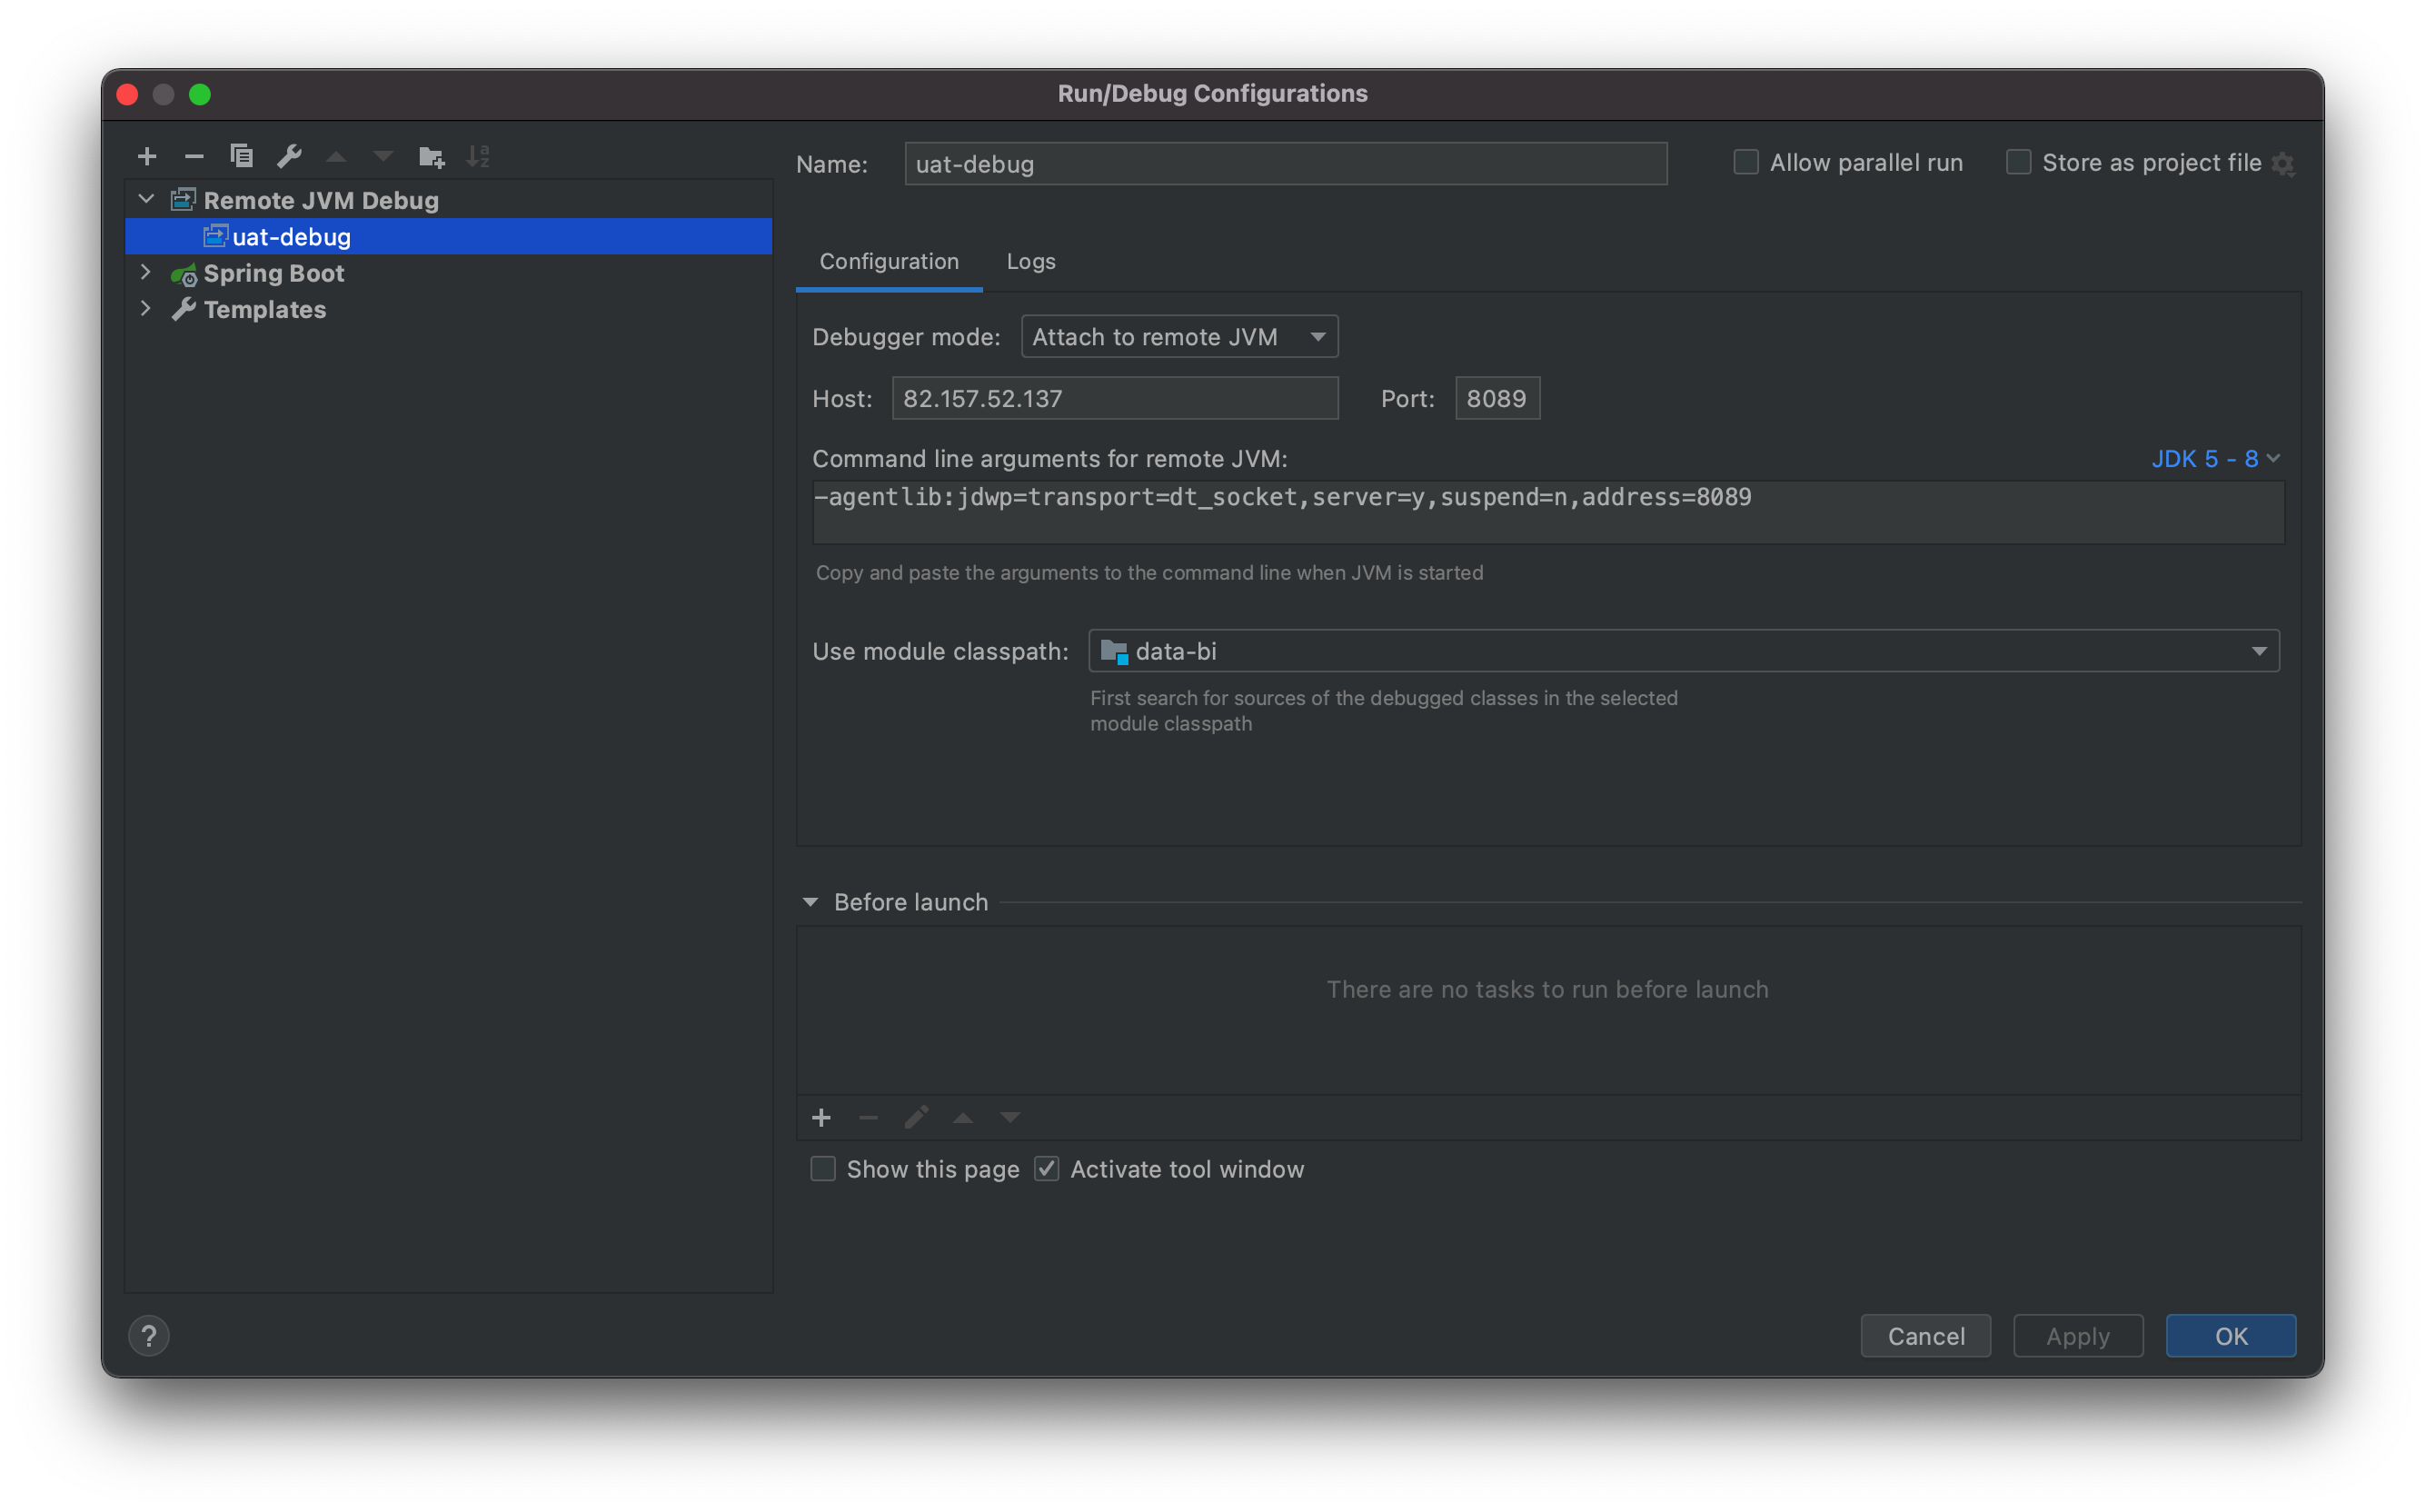 Run/Debug Configurations
Name: uat-debug
Allow parallel run
Store as project file
Remote JVM Debug
uat-debug
Spring Boot
Templates
Configuration
Logs
Debugger mode: Attach to remote JVM
Host: 82.157.52.137 Port: 8089
Command line arguments for remote JVM: JDK 5 - 8
-agentlib:jdwp=transport=dt_socket,server=y,suspend=n,address=8089
Copy and paste the arguments to the command line when JVM is started
Use module classpath: data-bi
First search for sources of the debugged classes in the selected
module classpath
Before launch
There are no tasks to run before launch
Show this page
Activate tool window
?
Cancel
Apply
OK